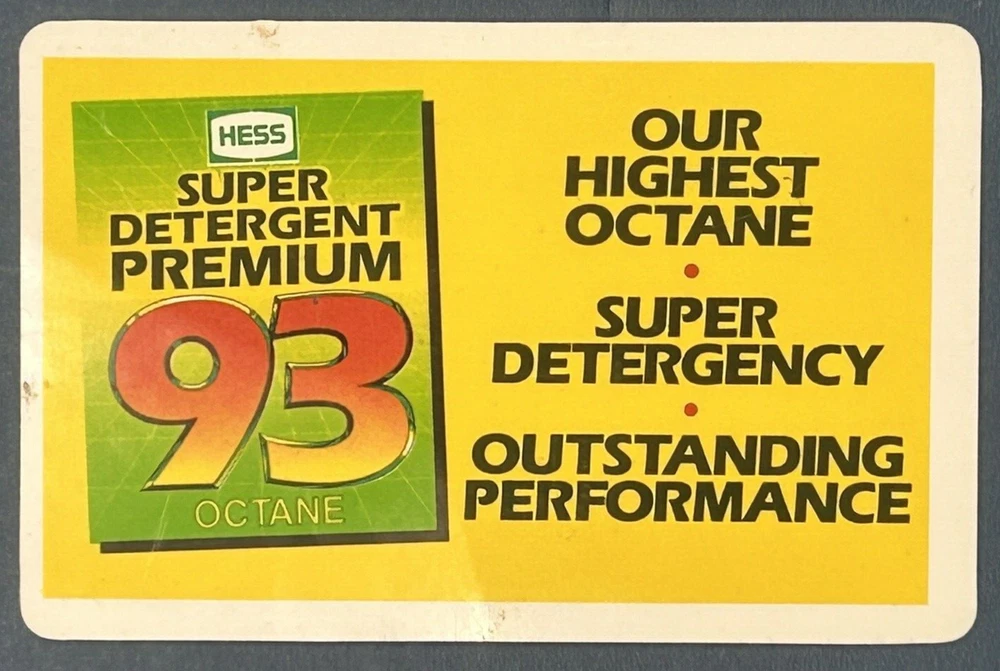 HESS
SUPER
DETERGENT
PREMIUM
93
OCTANE
OUR
HIGHEST
OCTANE
•
SUPER
DETERGENCY
•
OUTSTANDING
PERFORMANCE